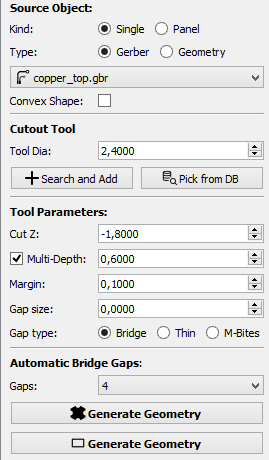 Source Object:
Kind: Single Panel
Type: Gerber Geometry
copper_top.gbr
Convex Shape:
Cutout Tool
Tool Dia: 2,4000
Search and Add Pick from DB
Tool Parameters:
Cut Z: -1,8000
Multi-Depth: 0,6000
Margin: 0,1000
Gap size: 0,0000
Gap type: Bridge Thin M-Bites
Automatic Bridge Gaps:
Gaps: 4
Generate Geometry
Generate Geometry